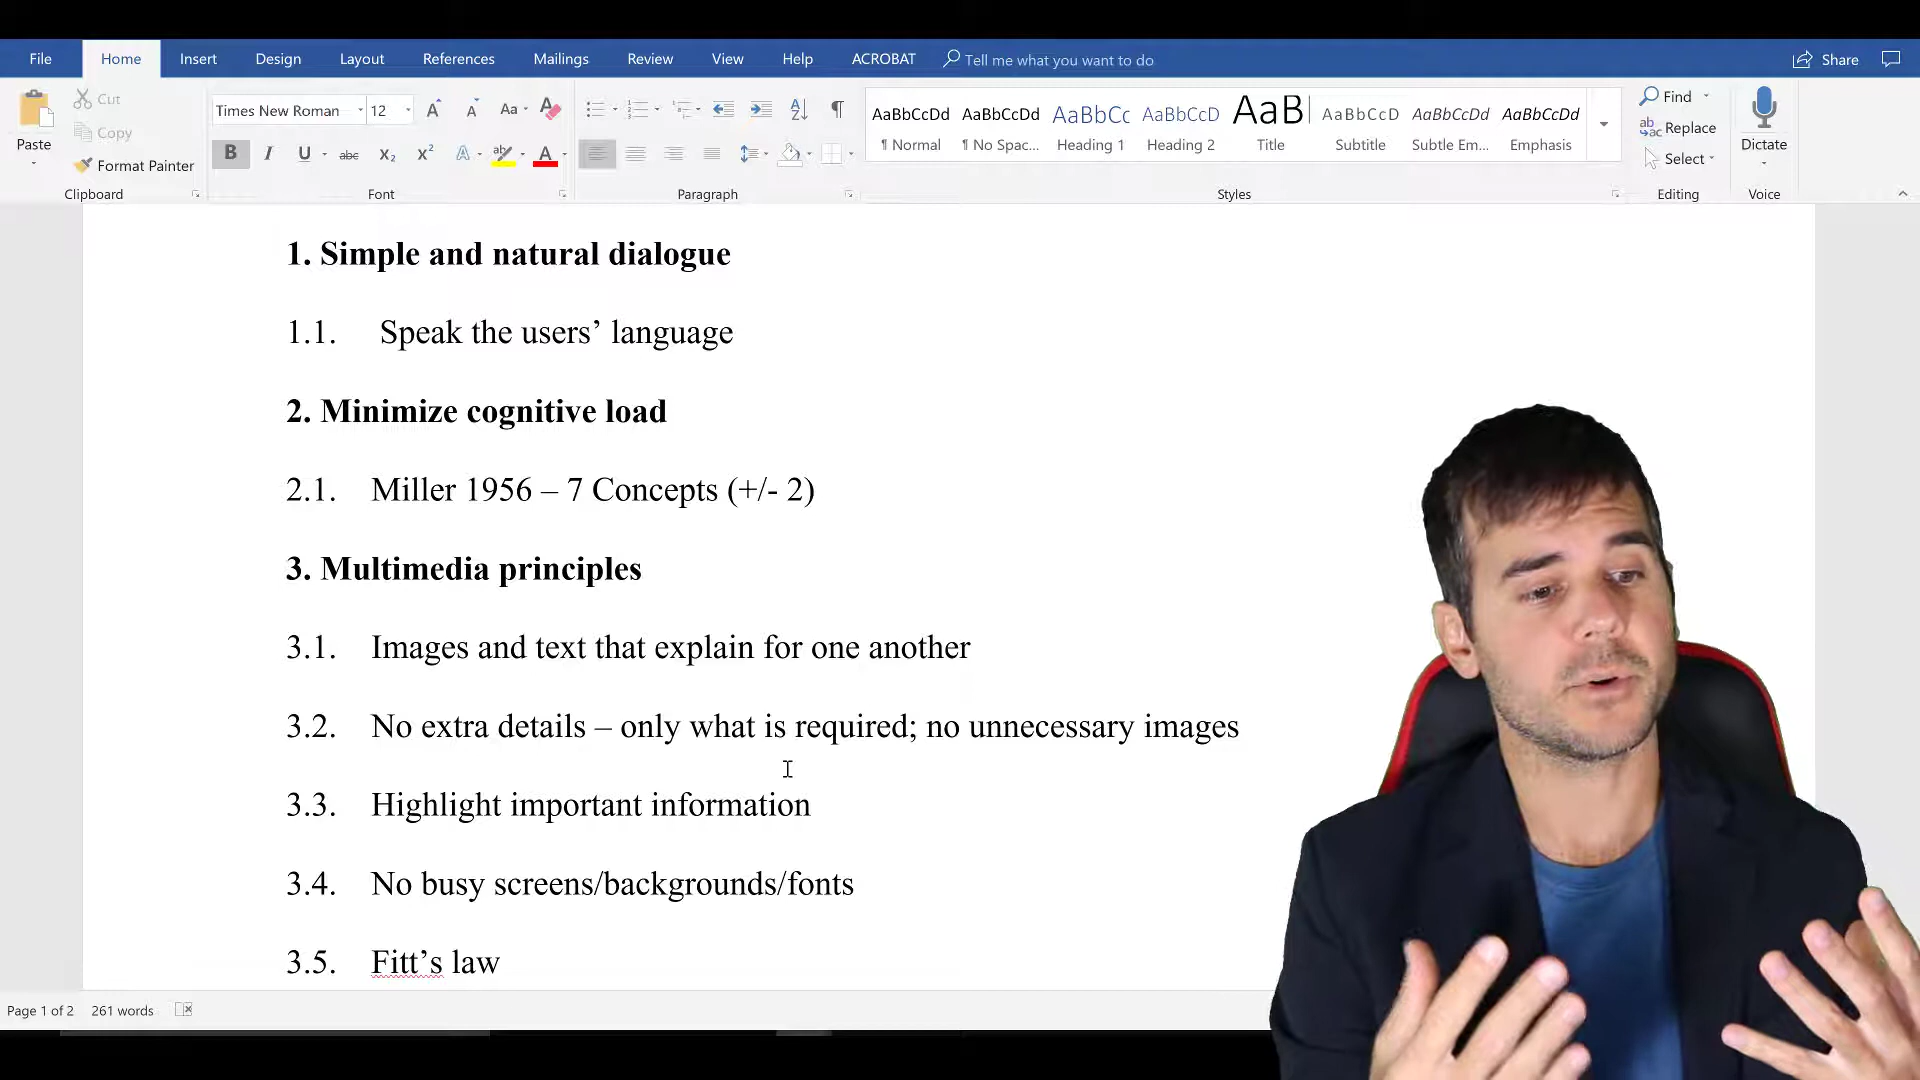 File Home Insert Design Layout References Mailings Review View Help ACROBAT Tell me what you want to do Share
Cut
Copy
Paste
Format Painter
Clipboard
Times New Roman 12
Aa
B I U abc X₂ X² A A
Font
Paragraph
AaBbCcDd AaBbCcDd AaBbCc AaBbCcD AaB AaBbCcD AaBbCcDd AaBbCcDd
¶ Normal ¶ No Spac... Heading 1 Heading 2 Title Subtitle Subtle Em... Emphasis
Styles
Find
Replace
Select
Editing
Dictate
Voice
1. Simple and natural dialogue
1.1. Speak the users’ language
2. Minimize cognitive load
2.1. Miller 1956 – 7 Concepts (+/- 2)
3. Multimedia principles
3.1. Images and text that explain for one another
3.2. No extra details – only what is required; no unnecessary images
3.3. Highlight important information
3.4. No busy screens/backgrounds/fonts
3.5. Fitt’s law
Page 1 of 2 261 words